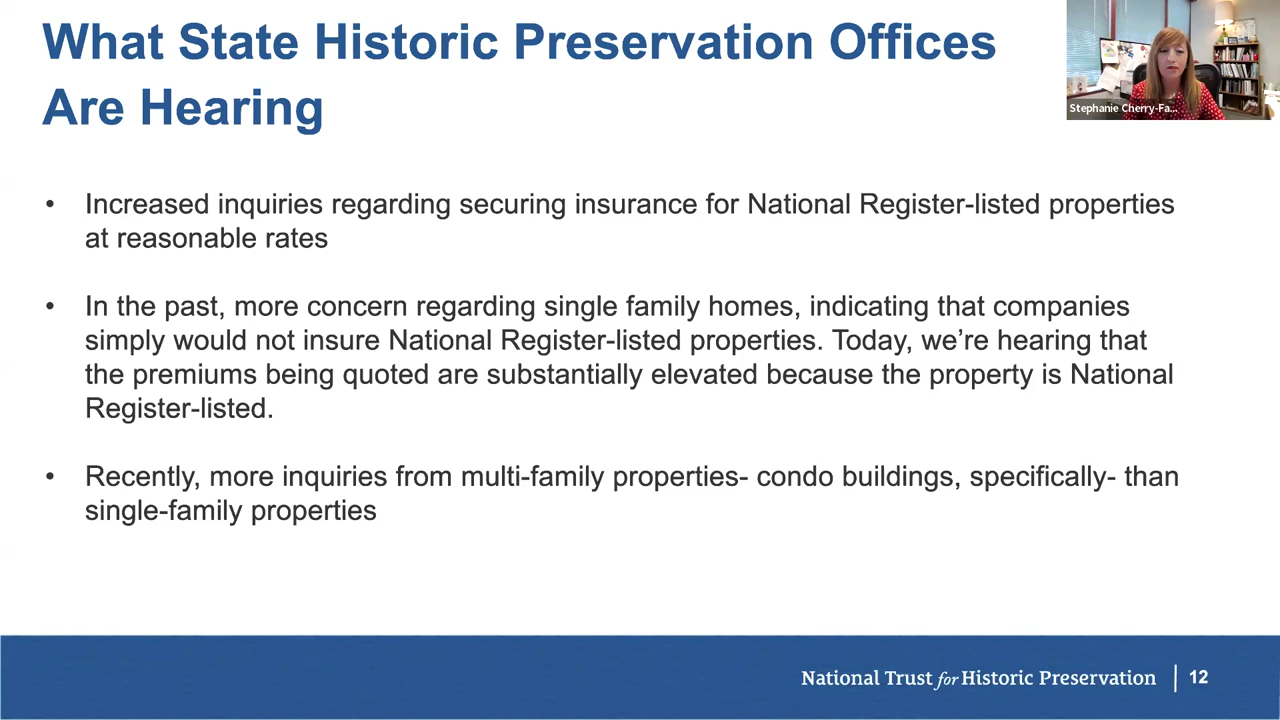 What State Historic Preservation Offices
Are Hearing
Stephanie Cherry-Fa...
• Increased inquiries regarding securing insurance for National Register-listed properties
at reasonable rates
• In the past, more concern regarding single family homes, indicating that companies
simply would not insure National Register-listed properties. Today, we’re hearing that
the premiums being quoted are substantially elevated because the property is National
Register-listed.
• Recently, more inquiries from multi-family properties- condo buildings, specifically- than
single-family properties
National Trust for Historic Preservation | 12